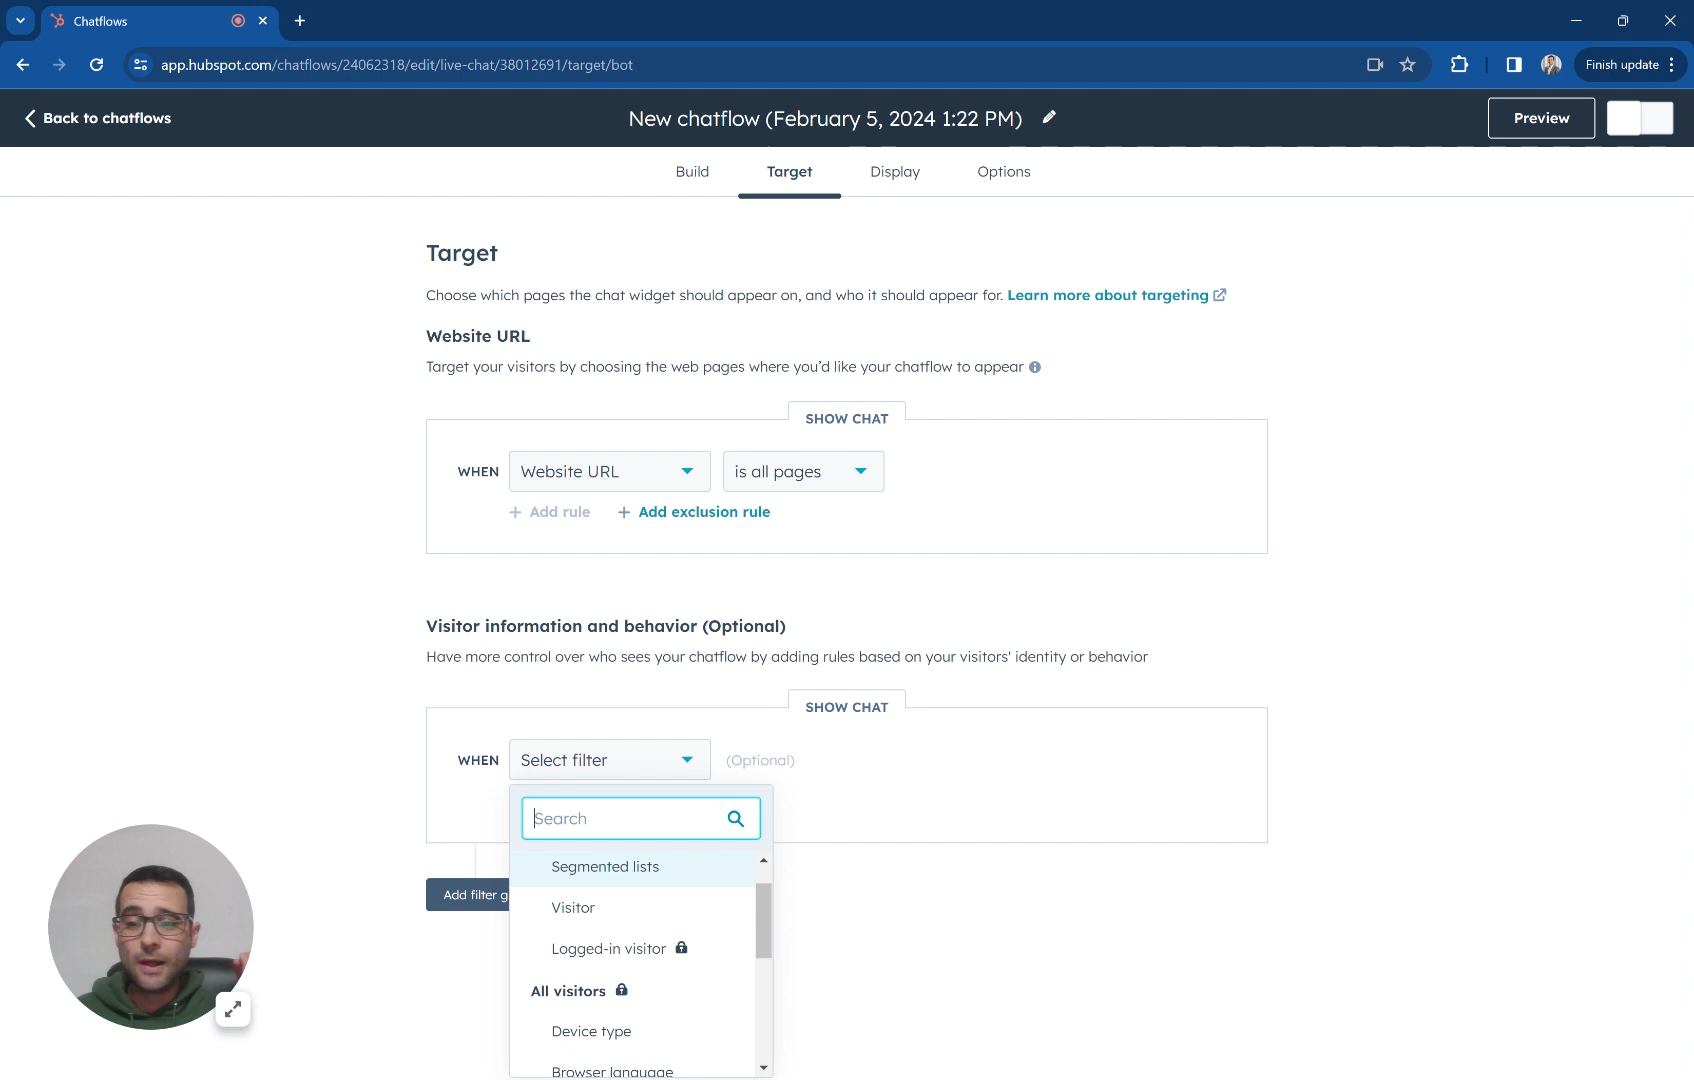 Chatflows
app.hubspot.com/chatflows/24062318/edit/live-chat/38012691/target/bot
Finish update
Back to chatflows
New chatflow (February 5, 2024 1:22 PM)
Preview
Build
Target
Display
Options
Target
Choose which pages the chat widget should appear on, and who it should appear for. Learn more about targeting
Website URL
Target your visitors by choosing the web pages where you'd like your chatflow to appear
SHOW CHAT
WHEN Website URL is all pages
+ Add rule + Add exclusion rule
Visitor information and behavior (Optional)
Have more control over who sees your chatflow by adding rules based on your visitors' identity or behavior
SHOW CHAT
WHEN Select filter (Optional)
Search
Segmented lists
Add filter g
Visitor
Logged-in visitor
All visitors
Device type
Browser language